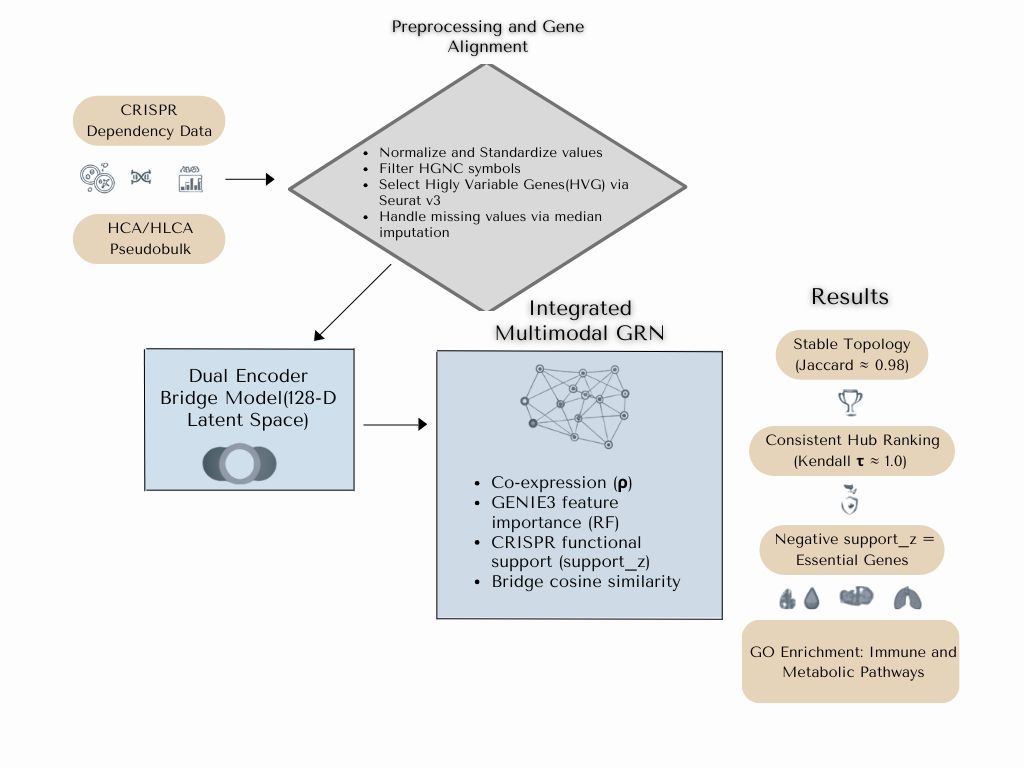 Preprocessing and Gene
Alignment
CRISPR
Dependency Data
HCA/HLCA
Pseudobulk
• Normalize and Standardize values
• Filter HGNC symbols
• Select Higly Variable Genes(HVG) via
Seurat v3
• Handle missing values via median
imputation
Dual Encoder
Bridge Model(128-D
Latent Space)
Integrated
Multimodal GRN
• Co-expression (ρ)
• GENIE3 feature
importance (RF)
• CRISPR functional
support (support_z)
• Bridge cosine similarity
Results
Stable Topology
(Jaccard ≈ 0.98)
Consistent Hub Ranking
(Kendall τ ≈ 1.0)
Negative support_z =
Essential Genes
GO Enrichment: Immune and
Metabolic Pathways